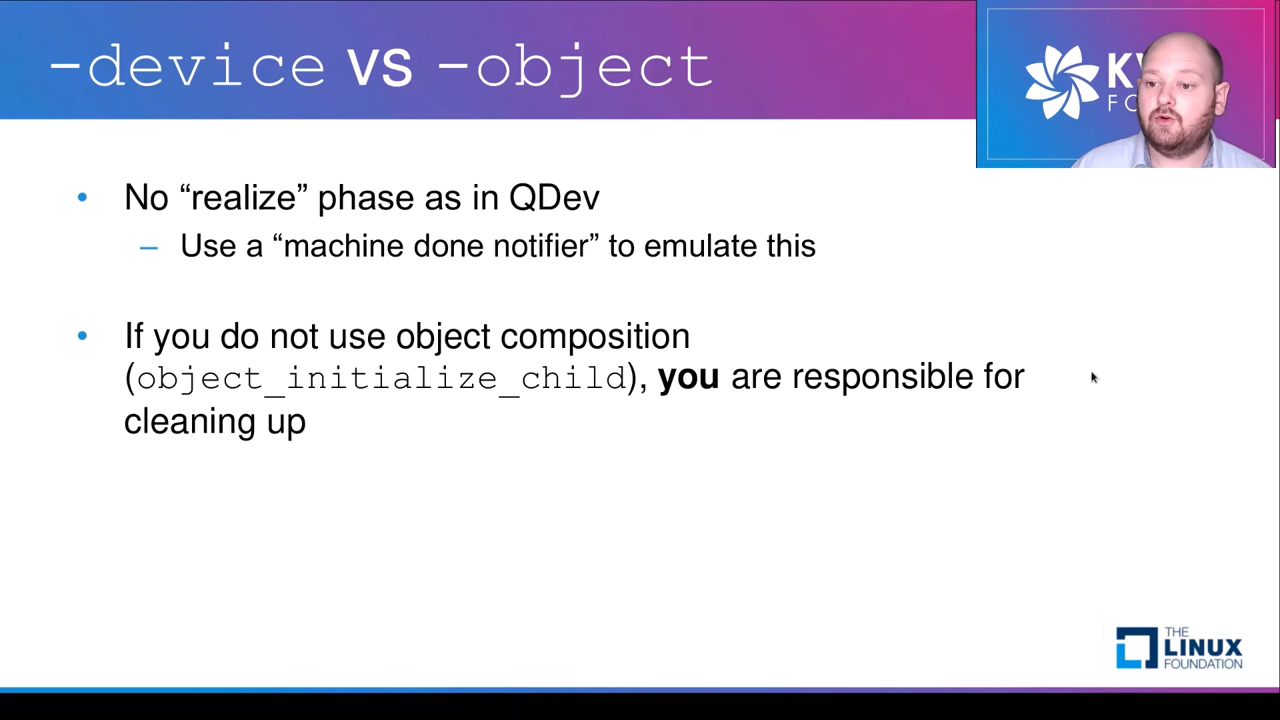 -device vs -object
• No “realize” phase as in QDev
– Use a “machine done notifier” to emulate this
• If you do not use object composition
(object_initialize_child), you are responsible for
cleaning up
THE
LINUX
FOUNDATION